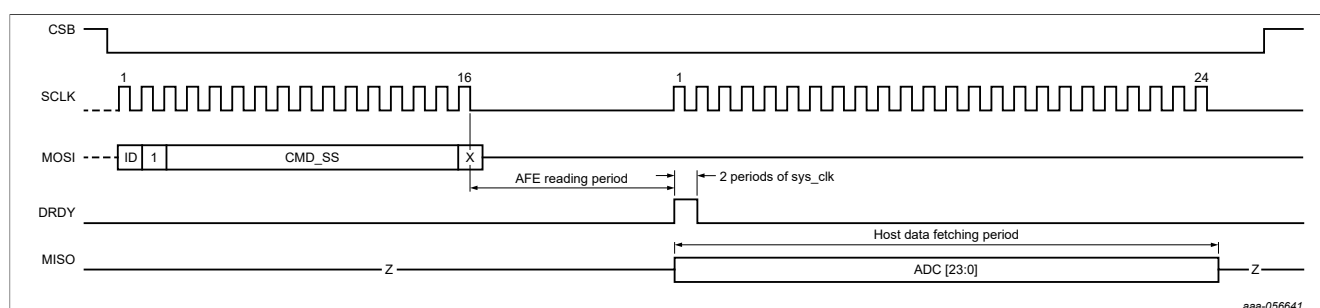 CSB
1 16 1 24
SCLK
MOSI ID 1 CMD_SS X
AFE reading period 2 periods of sys_clk
DRDY
Host data fetching period
MISO Z ADC [23:0] Z
aaa-056641